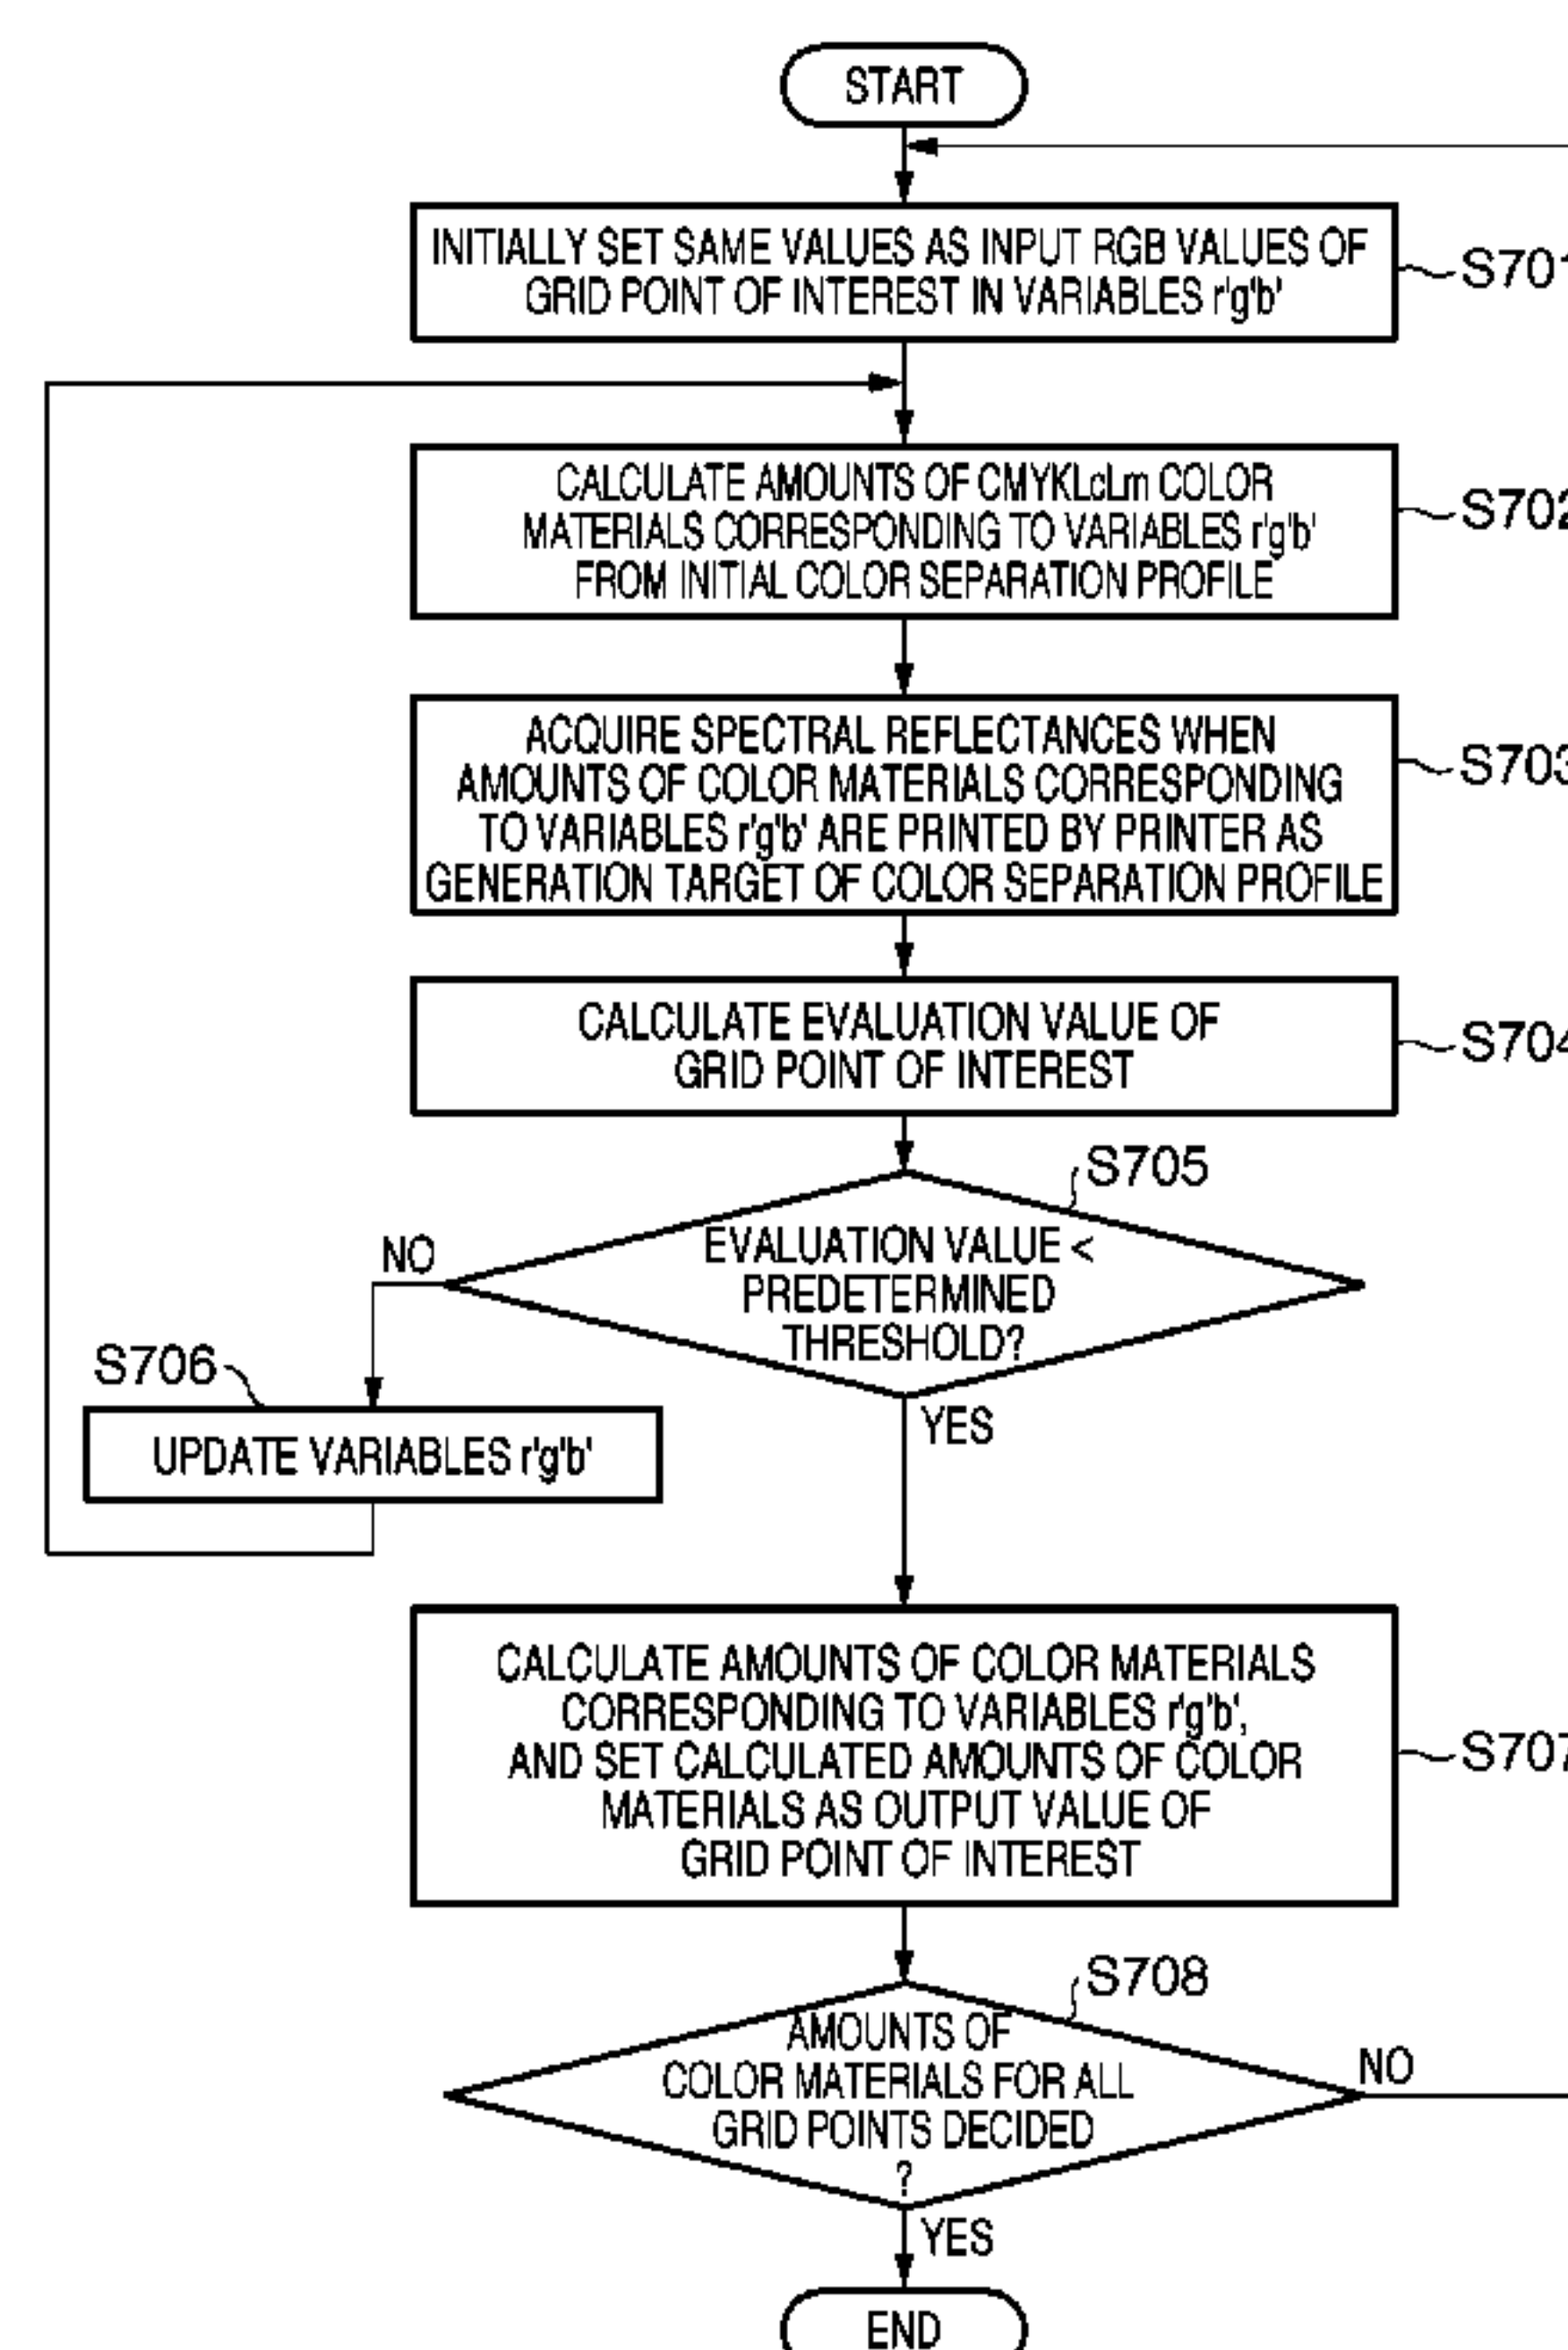 START
INITIALLY SET SAME VALUES AS INPUT RGB VALUES OF
GRID POINT OF INTEREST IN VARIABLES r'g'b'
S701
CALCULATE AMOUNTS OF CMYKLcLm COLOR
MATERIALS CORRESPONDING TO VARIABLES r'g'b'
FROM INITIAL COLOR SEPARATION PROFILE
S702
ACQUIRE SPECTRAL REFLECTANCES WHEN
AMOUNTS OF COLOR MATERIALS CORRESPONDING
TO VARIABLES r'g'b' ARE PRINTED BY PRINTER AS
GENERATION TARGET OF COLOR SEPARATION PROFILE
S703
CALCULATE EVALUATION VALUE OF
GRID POINT OF INTEREST
S704
S705
EVALUATION VALUE <
PREDETERMINED
THRESHOLD?
NO
YES
S706
UPDATE VARIABLES r'g'b'
CALCULATE AMOUNTS OF COLOR MATERIALS
CORRESPONDING TO VARIABLES r'g'b',
AND SET CALCULATED AMOUNTS OF COLOR
MATERIALS AS OUTPUT VALUE OF
GRID POINT OF INTEREST
S707
S708
AMOUNTS OF
COLOR MATERIALS FOR ALL
GRID POINTS DECIDED
?
NO
YES
END